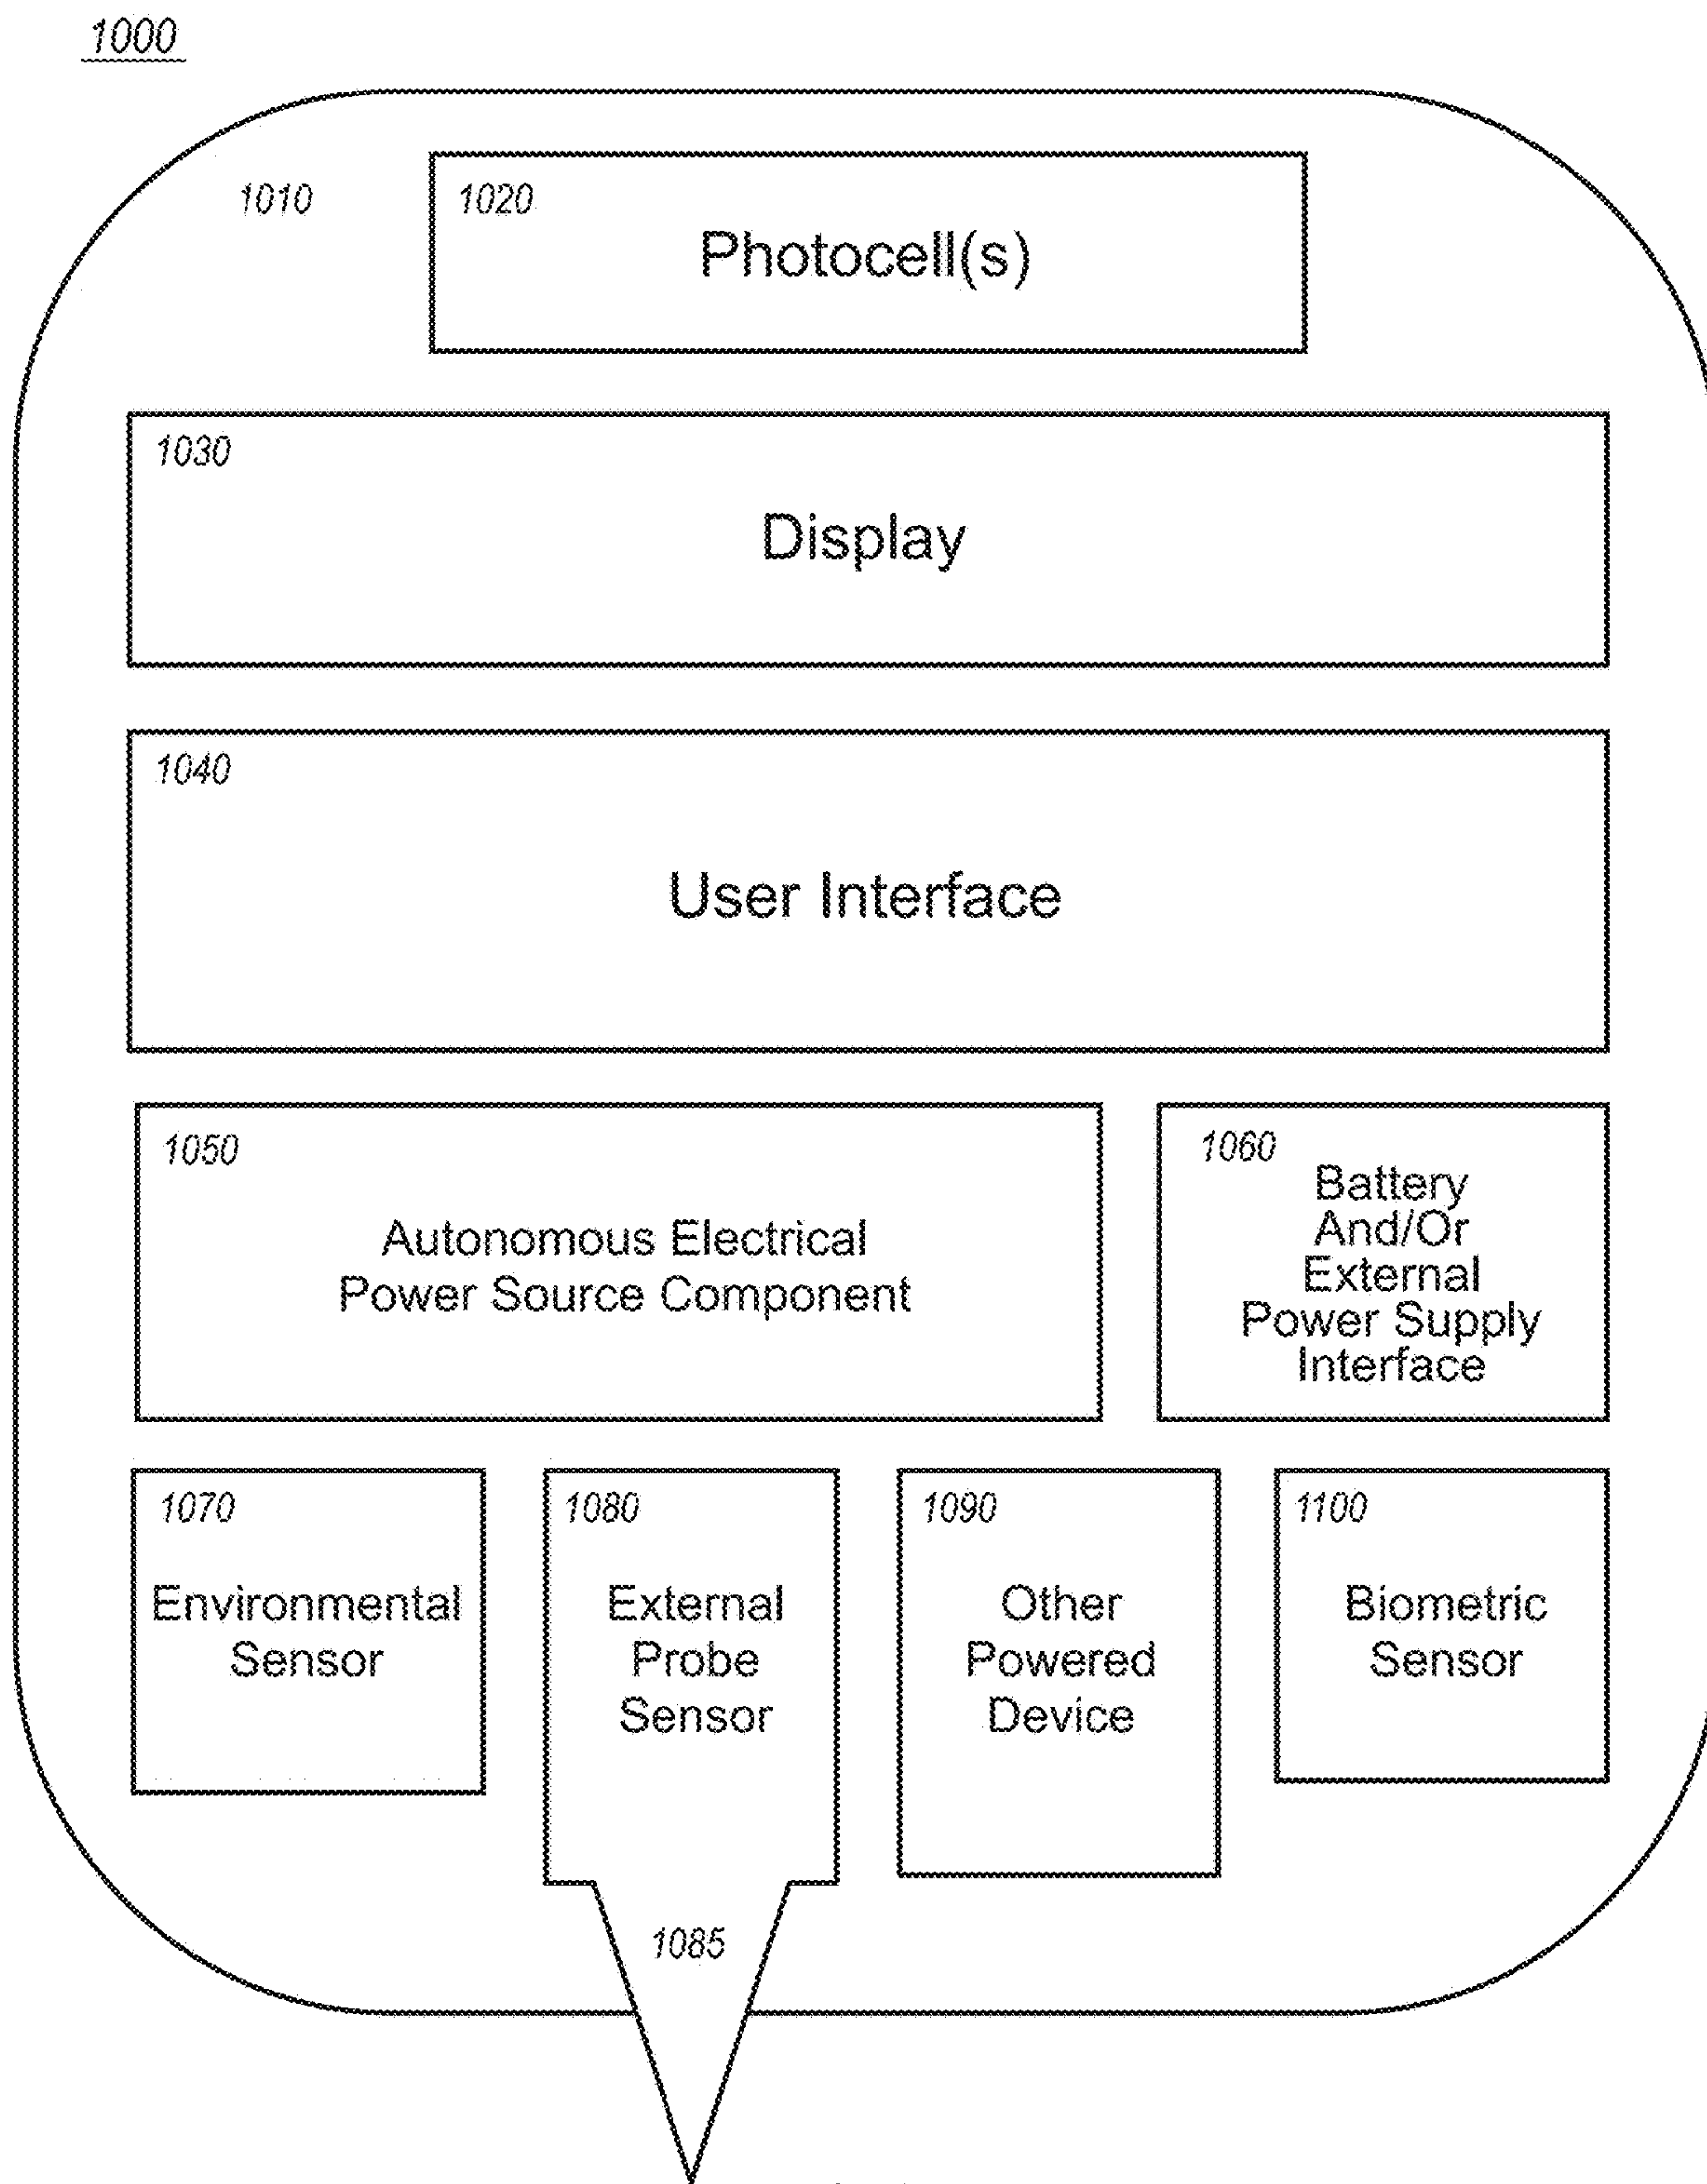 1000
1010
1020
Photocell(s)
1030
Display
1040
User Interface
1050
Autonomous Electrical
Power Source Component
1060
Battery
And/Or
External
Power Supply
Interface
1070
Environmental
Sensor
1080
External
Probe
Sensor
1085
1090
Other
Powered
Device
1100
Biometric
Sensor